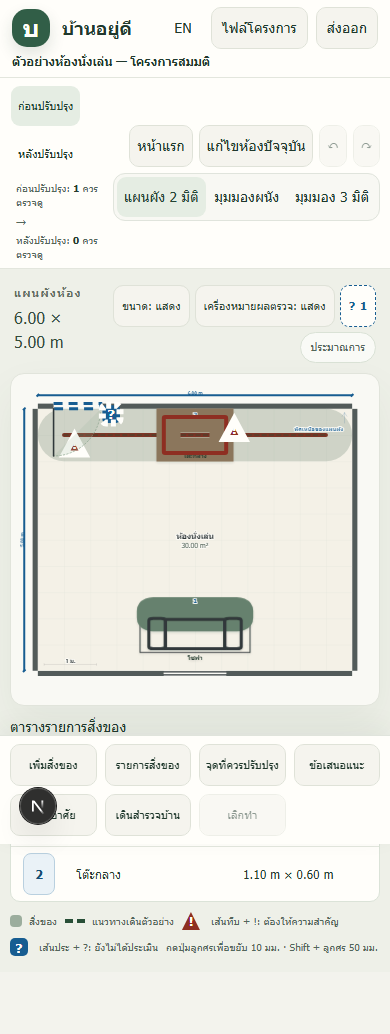 บ
บ้านอยู่ดี
EN
ไฟล์โครงการ
ส่งออก
ตัวอย่างห้องนั่งเล่น — โครงการสมมติ
ก่อนปรับปรุง
หลังปรับปรุง
หน้าแรก
แก้ไขห้องปัจจุบัน
↶
↷
ก่อนปรับปรุง: 1 ควร
ตรวจดู
→
หลังปรับปรุง: 0 ควร
ตรวจดู
แผนผัง 2 มิติ
มุมมองผนัง
มุมมอง 3 มิติ
แผนผังห้อง
6.00 ×
5.00 m
ขนาด: แสดง
เครื่องหมายผลตรวจ: แสดง
? 1
ประมาณการ
6.00 m
?
โต๊ะกลาง
ห้องนั่งเล่น
30.00 m²
1
โซฟา
1 ม.
ตารางรายการสิ่งของ
เพิ่มสิ่งของ
รายการสิ่งของ
จุดที่ควรปรับปรุง
ข้อเสนอแนะ
N
าศัย
เดินสำรวจบ้าน
เลิกทำ
2
โต๊ะกลาง
1.10 m × 0.60 m
สิ่งของ
แนวทางเดินตัวอย่าง
!
เส้นทึบ + !: ต้องให้ความสำคัญ
?
เส้นประ + ?: ยังไม่ได้ประเมิน
กดปุ่มลูกศรเพื่อขยับ 10 มม. · Shift + ลูกศร 50 มม.